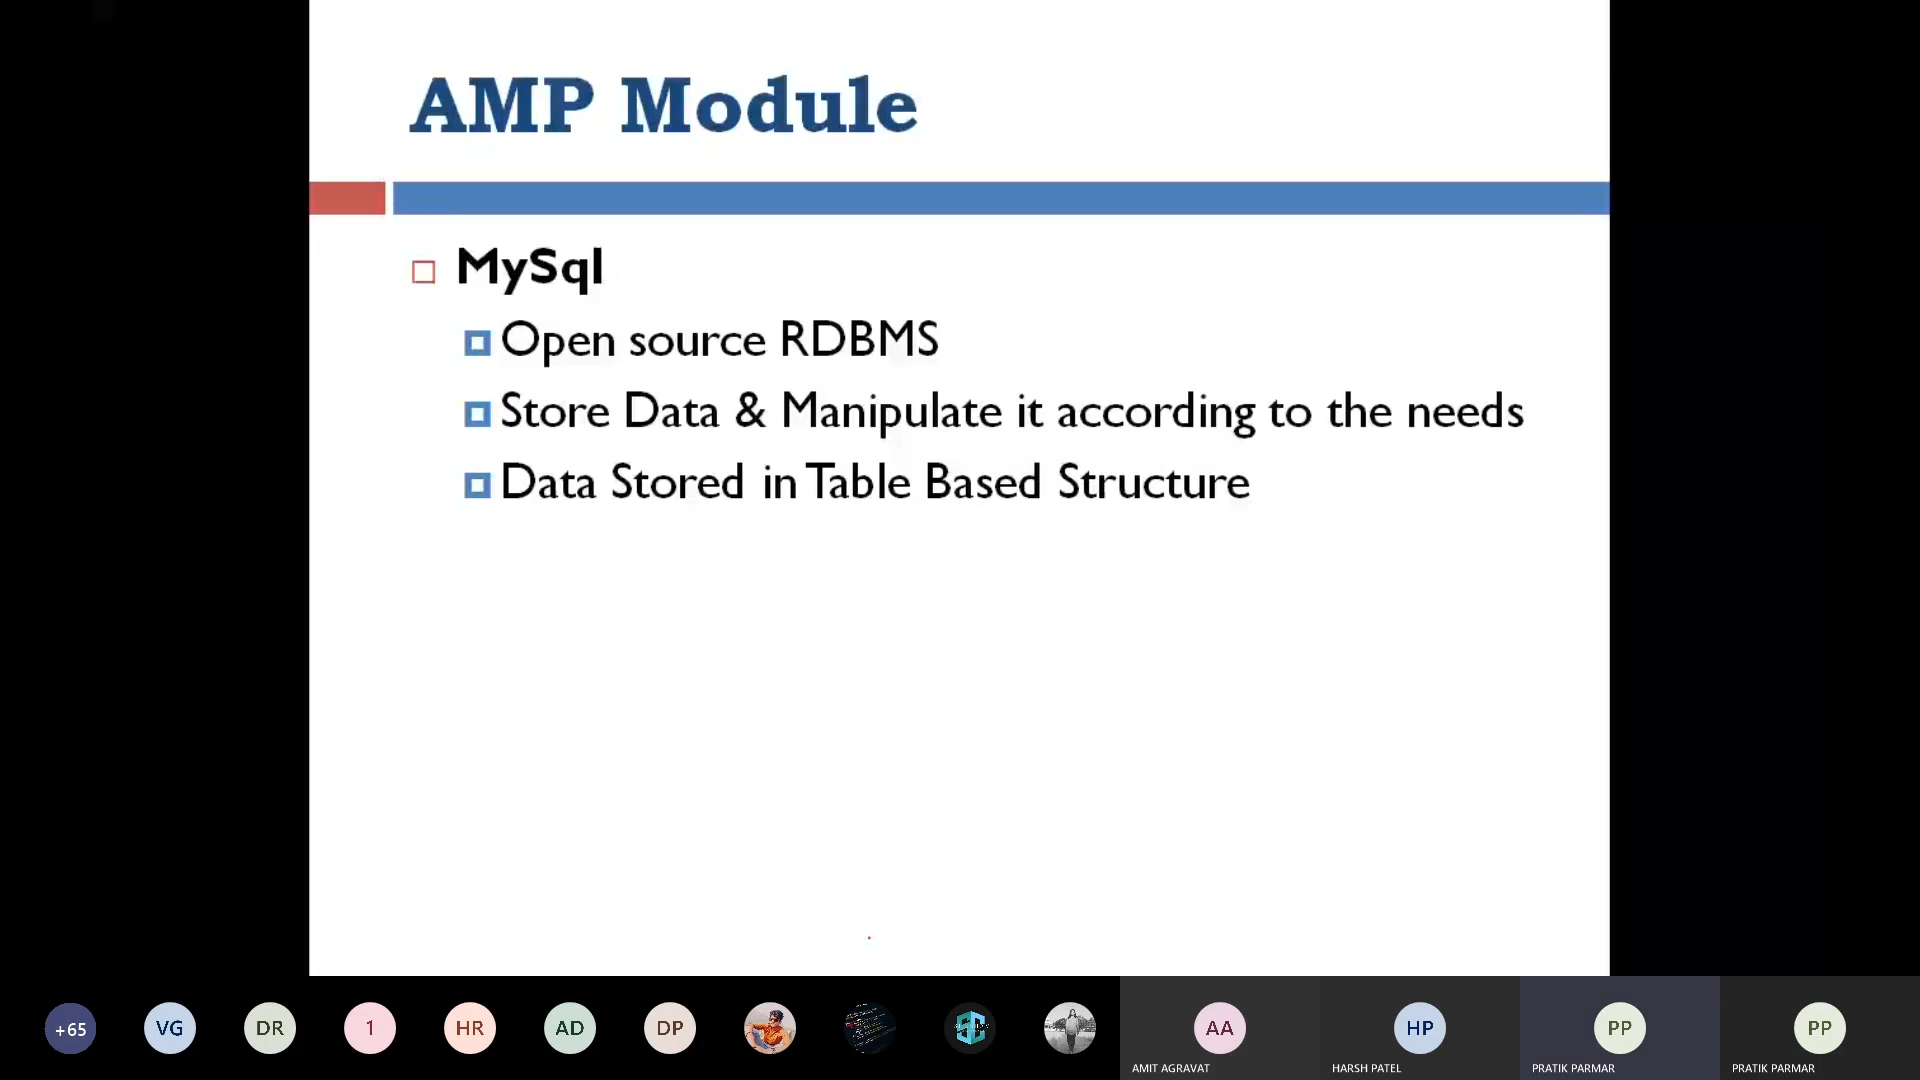 AMP Module
MySql
Open source RDBMS
Store Data & Manipulate it according to the needs
Data Stored in Table Based Structure
+65
VG
DR
1
HR
AD
DP
AA
HP
PP
PP
AMIT AGRAVAT
HARSH PATEL
PRATIK PARMAR
PRATIK PARMAR